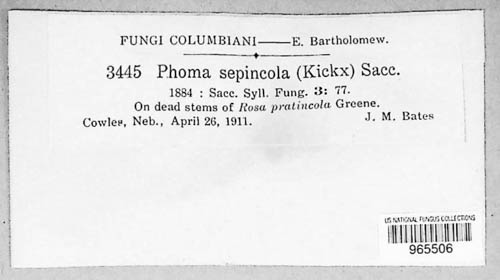 FUNGI COLUMBIANI—E. Bartholomew.
3445 Phoma sepincola (Kickx) Sacc.
1884 : Sacc. Syll. Fung. 3: 77.
On dead stems of Rosa pratincola Greene.
Cowles, Neb., April 26, 1911. J. M. Bates
US NATIONAL FUNGUS COLLECTIONS
965506